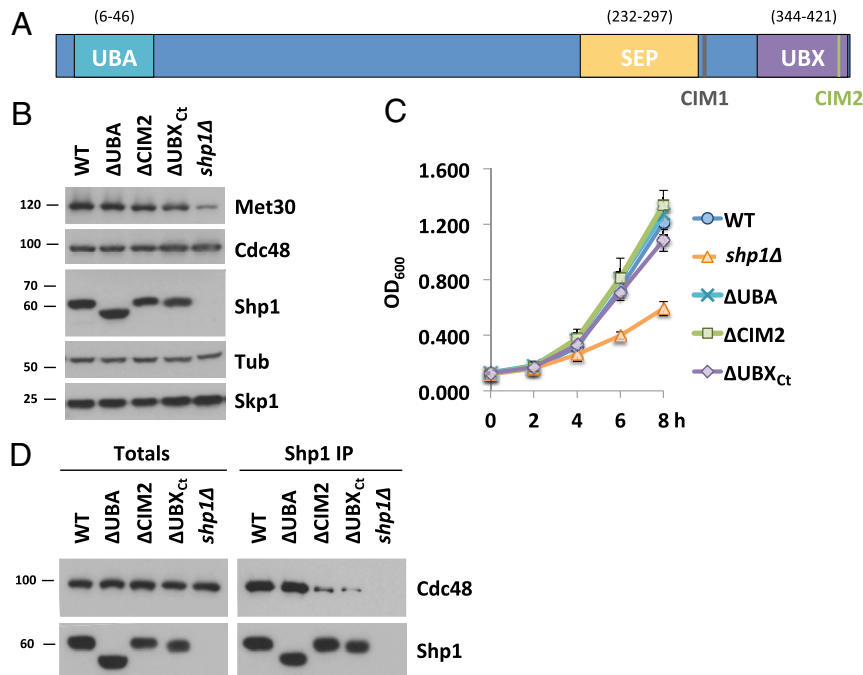 A
(6-46) (232-297) (344-421)
UBA SEP UBX
CIM1 CIM2
B
WT ΔUBA ΔCIM2 ΔUBXCt shp1Δ
120 Met30
100 Cdc48
70
60 Shp1
50 Tub
25 Skp1
C
1.600
1.200
0.800
0.400
0.000
OD600
0 2 4 6 8 h
WT
shp1Δ
ΔUBA
ΔCIM2
ΔUBXCt
D
Totals Shp1 IP
WT ΔUBA ΔCIM2 ΔUBXCt shp1Δ WT ΔUBA ΔCIM2 ΔUBXCt shp1Δ
100 Cdc48
60 Shp1